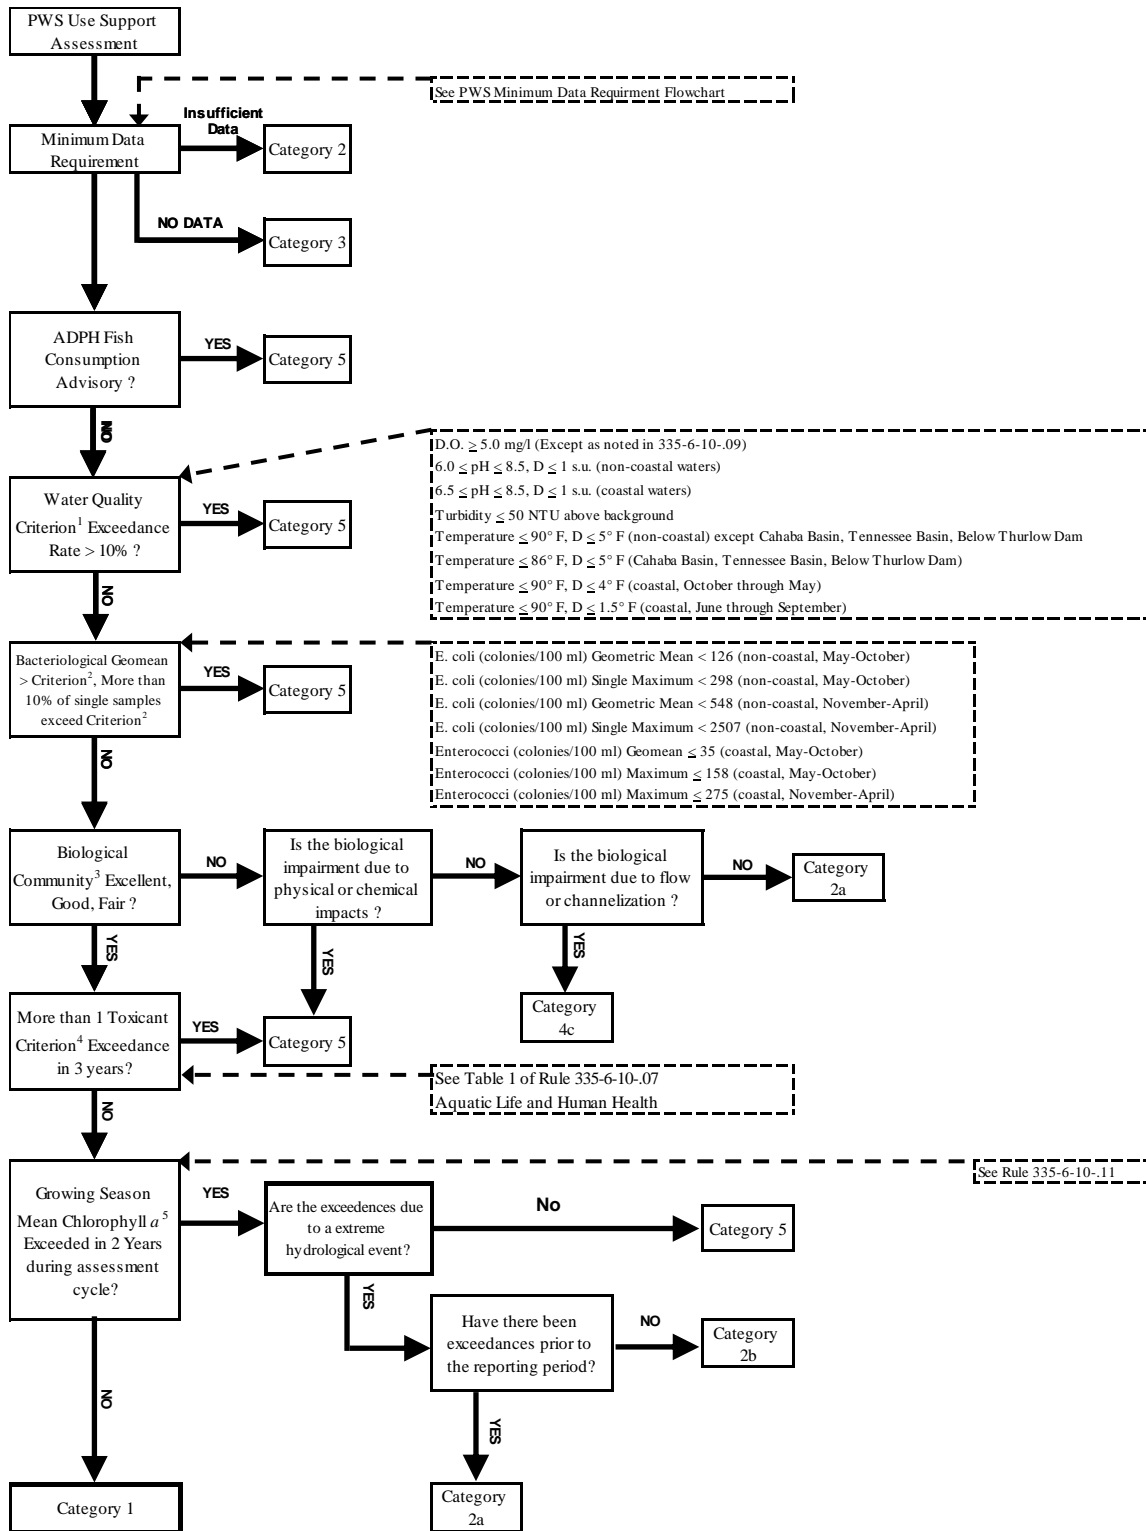 PWS Use Support
Assessment
See PWS Minimum Data Requirment Flowchart
Insufficient
Data
Minimum Data
Requirement
Category 2
NO DATA
Category 3
ADPH Fish
Consumption
Advisory ?
YES
Category 5
NO
D.O. ≥ 5.0 mg/l (Except as noted in 335-6-10-.09)
6.0 ≤ pH ≤ 8.5, D ≤ 1 s.u. (non-coastal waters)
6.5 ≤ pH ≤ 8.5, D ≤ 1 s.u. (coastal waters)
Turbidity ≤ 50 NTU above background
Temperature ≤ 90° F, D ≤ 5° F (non-coastal) except Cahaba Basin, Tennessee Basin, Below Thurlow Dam
Temperature ≤ 86° F, D ≤ 5° F (Cahaba Basin, Tennessee Basin, Below Thurlow Dam)
Temperature ≤ 90° F, D ≤ 4° F (coastal, October through May)
Temperature ≤ 90° F, D ≤ 1.5° F (coastal, June through September)
Water Quality
Criterion¹ Exceedance
Rate > 10% ?
YES
Category 5
NO
E. coli (colonies/100 ml) Geometric Mean < 126 (non-coastal, May-October)
E. coli (colonies/100 ml) Single Maximum < 298 (non-coastal, May-October)
E. coli (colonies/100 ml) Geometric Mean < 548 (non-coastal, November-April)
E. coli (colonies/100 ml) Single Maximum < 2507 (non-coastal, November-April)
Enterococci (colonies/100 ml) Geomean ≤ 35 (coastal, May-October)
Enterococci (colonies/100 ml) Maximum ≤ 158 (coastal, May-October)
Enterococci (colonies/100 ml) Maximum ≤ 275 (coastal, November-April)
Bacteriological Geomean
> Criterion², More than
10% of single samples
exceed Criterion²
YES
Category 5
NO
Biological
Community³ Excellent,
Good, Fair ?
NO
Is the biological
impairment due to
physical or chemical
impacts ?
NO
Is the biological
impairment due to flow
or channelization ?
NO
Category
2a
YES
YES
YES
Category
4c
More than 1 Toxicant
Criterion⁴ Exceedance
in 3 years?
YES
Category 5
See Table 1 of Rule 335-6-10-.07
Aquatic Life and Human Health
NO
See Rule 335-6-10-.11
Growing Season
Mean Chlorophyll a⁵
Exceeded in 2 Years
during assessment
cycle?
YES
Are the exceedences due
to a extreme
hydrological event?
No
Category 5
YES
Have there been
exceedances prior to
the reporting period?
NO
Category
2b
NO
YES
Category 1
Category
2a